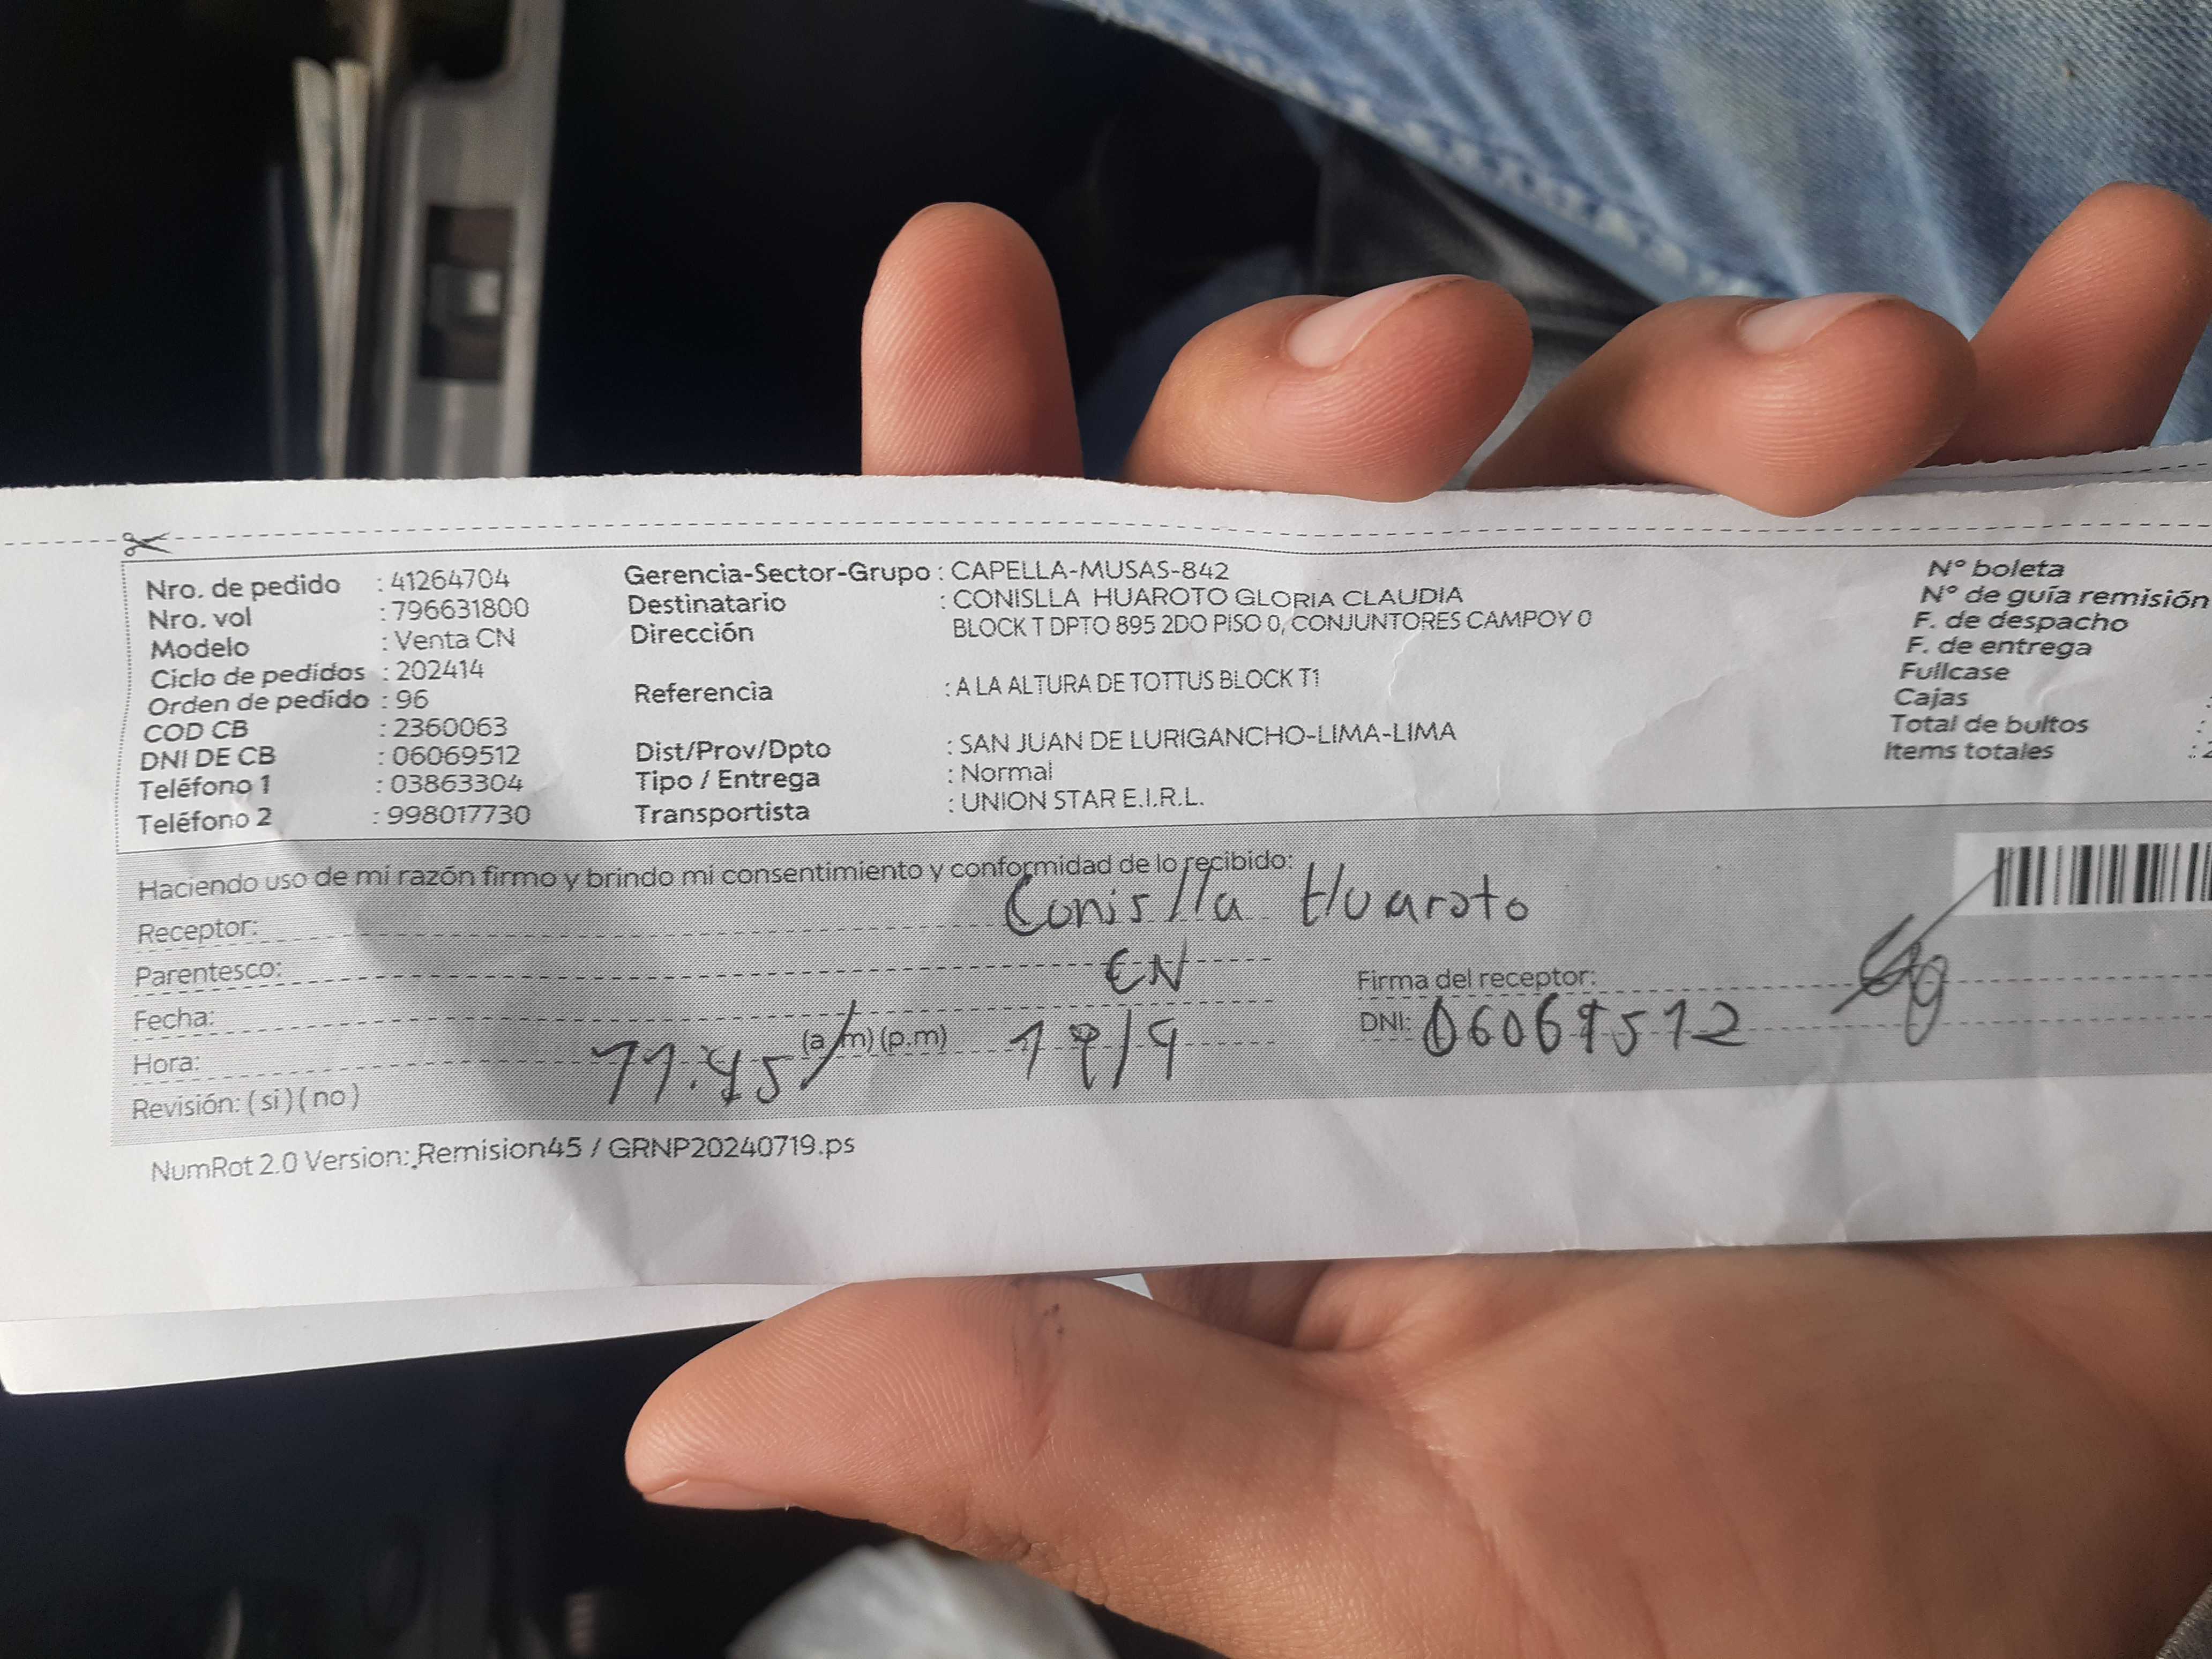 Nro. de pedido : 41264704
Nro. vol : 796631800
Modelo : Venta CN
Ciclo de pedidos : 202414
Orden de pedido : 96
COD CB : 2360063
DNI DE CB : 06069512
Teléfono 1 : 03863304
Teléfono 2 : 998017730
Gerencia-Sector-Grupo : CAPELLA-MUSAS-842
Destinatario : CONISLLA HUAROTO GLORIA CLAUDIA
Dirección BLOCK T DPTO 895 2DO PISO 0, CONJUNTORES CAMPOY 0
Referencia : A LA ALTURA DE TOTTUS BLOCK T1
Dist/Prov/Dpto : SAN JUAN DE LURIGANCHO-LIMA-LIMA
Tipo / Entrega : Normal
Transportista : UNION STAR E.I.R.L.
N° boleta
N° de guía remisión
F. de despacho
F. de entrega
Fullcase
Cajas :
Total de bultos :
Items totales : 2
Haciendo uso de mi razón firmo y brindo mi consentimiento y conformidad de lo recibido:
Receptor: Conislla Huaroto
Parentesco: CN
Fecha:
Hora: 11:45 (a/m) (p.m)
Revisión: ( si ) ( no )
Firma del receptor:
DNI: 06069512
NumRot 2.0 Version: Remision45 / GRNP20240719.ps